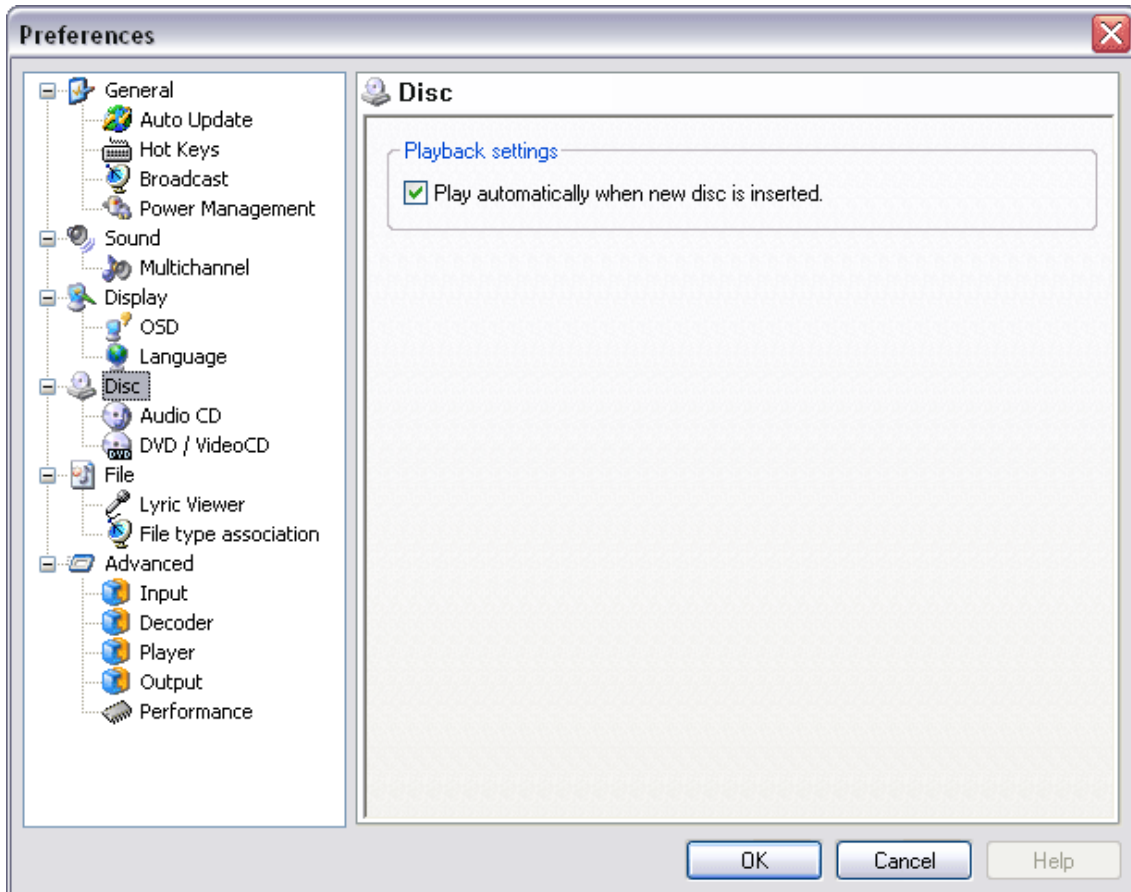 Preferences
General
Auto Update
Hot Keys
Broadcast
Power Management
Sound
Multichannel
Display
OSD
Language
Disc
Audio CD
DVD / VideoCD
File
Lyric Viewer
File type association
Advanced
Input
Decoder
Player
Output
Performance
Disc
Playback settings
Play automatically when new disc is inserted.
OK
Cancel
Help